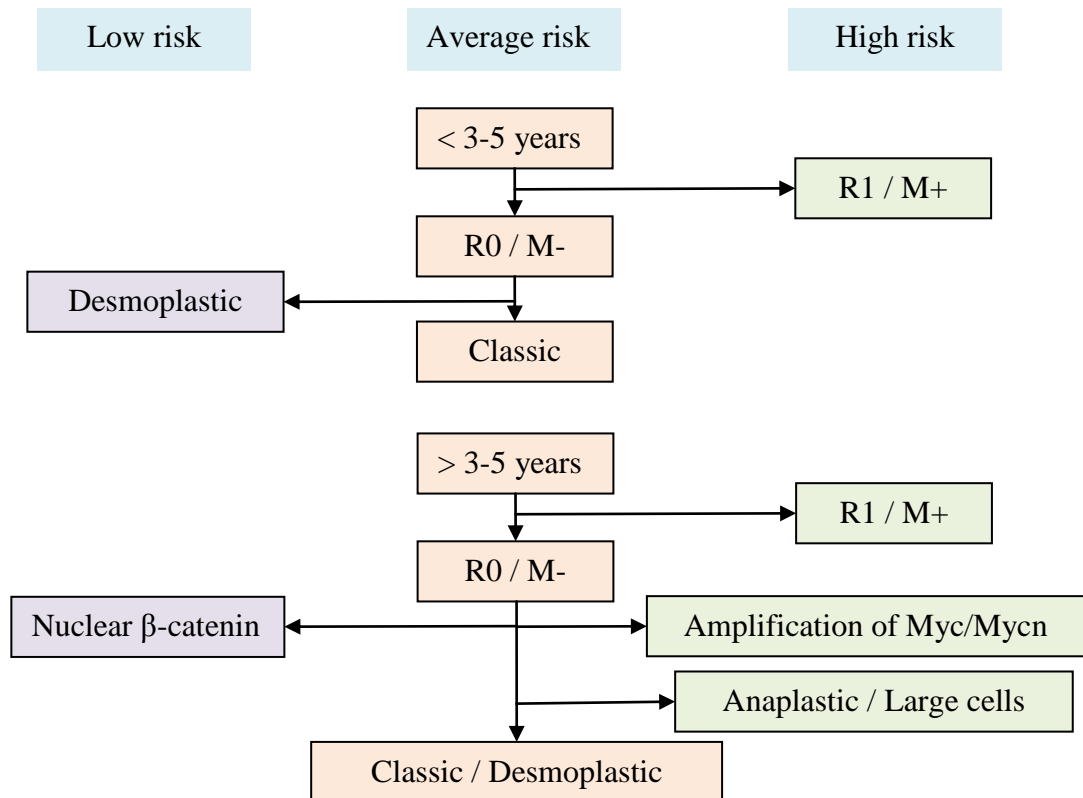 Low risk
Average risk
High risk
< 3-5 years
R1 / M+
R0 / M-
Desmoplastic
Classic
> 3-5 years
R1 / M+
R0 / M-
Nuclear β-catenin
Amplification of Myc/Mycn
Anaplastic / Large cells
Classic / Desmoplastic